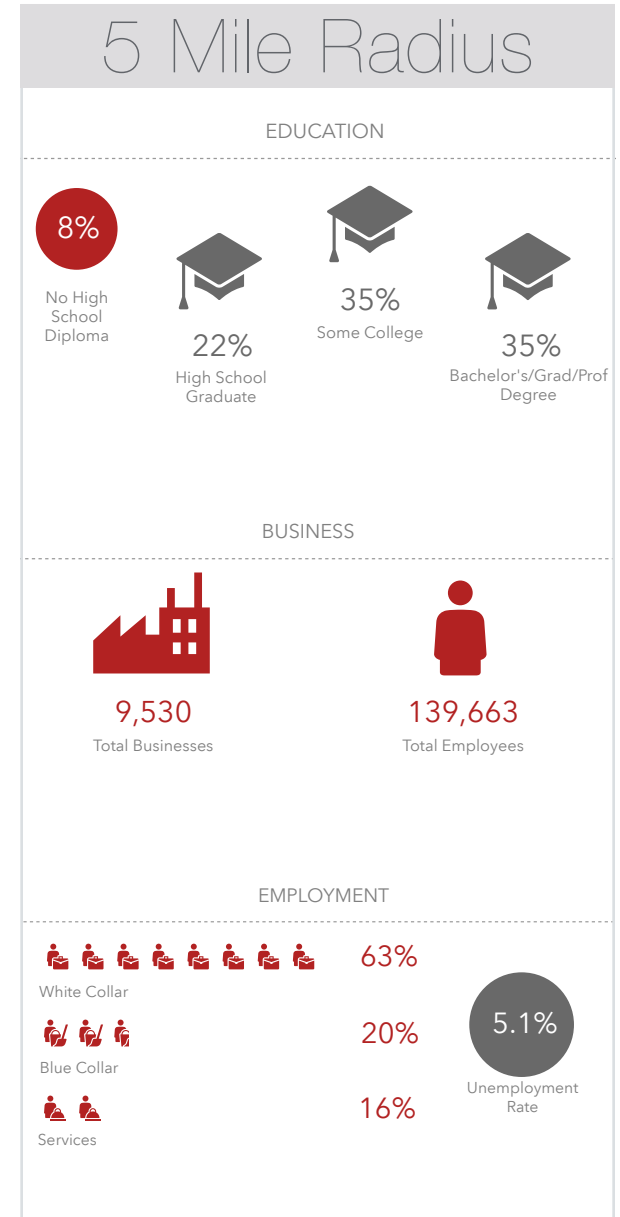 5 Mile Radius
EDUCATION
8%
No High
School
Diploma
22%
High School
Graduate
35%
Some College
35%
Bachelor's/Grad/Prof
Degree
BUSINESS
9,530
Total Businesses
139,663
Total Employees
EMPLOYMENT
63%
White Collar
20%
Blue Collar
16%
Services
5.1%
Unemployment
Rate